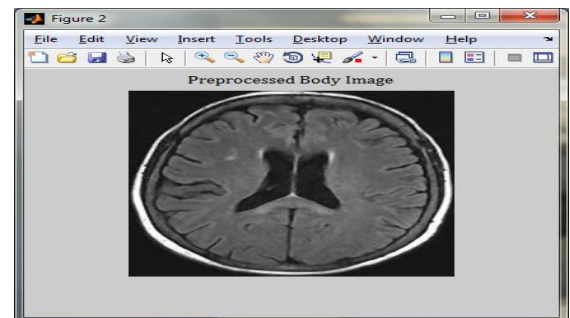 Figure 2
File Edit View Insert Tools Desktop Window Help
Preprocessed Body Image